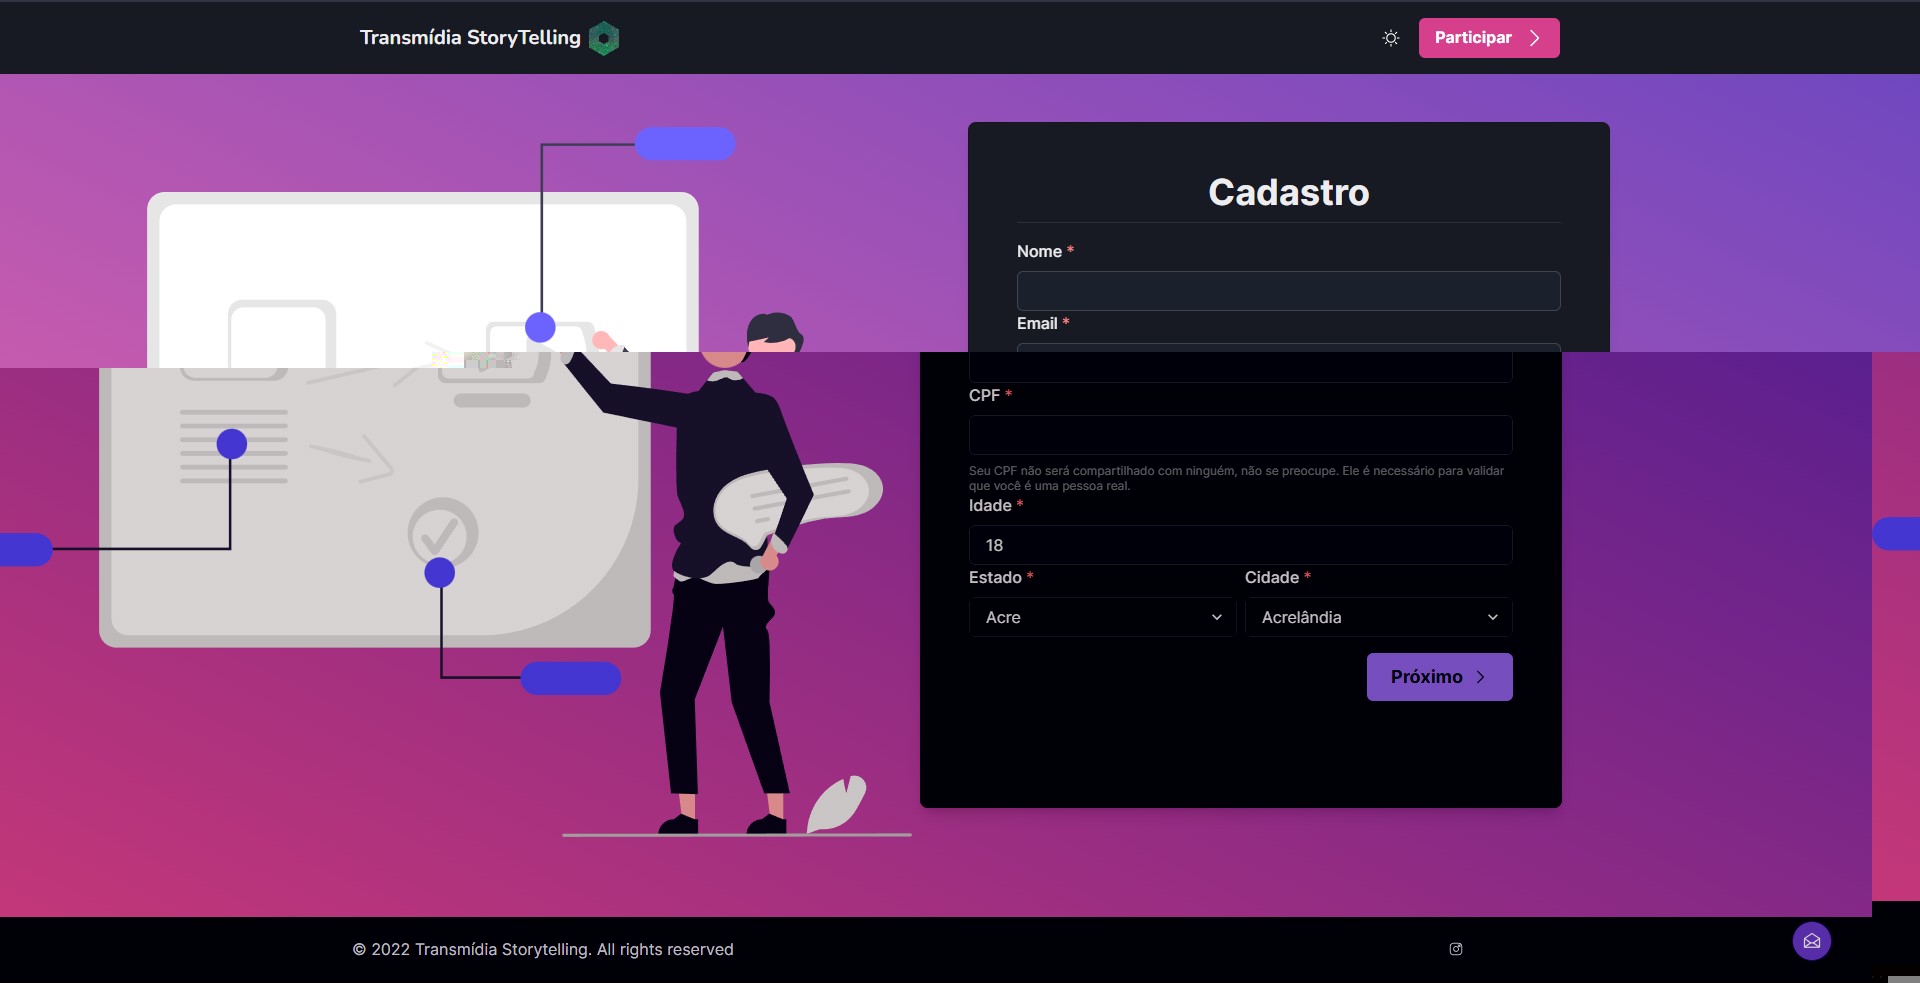 Transmídia StoryTelling
Participar
Cadastro
Nome *
Email *
CPF *
Seu CPF não será compartilhado com ninguém, não se preocupe. Ele é necessário para validar
que você é uma pessoa real.
Idade *
18
Estado * Cidade *
Acre Acrelândia
Próximo
© 2022 Transmídia Storytelling. All rights reserved